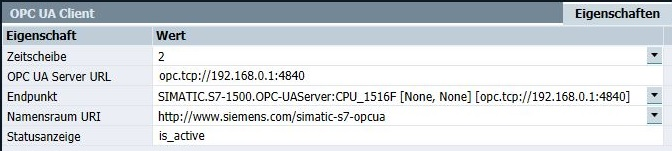 OPC UA Client Eigenschaften
Eigenschaft Wert
Zeitscheibe 2
OPC UA Server URL opc.tcp://192.168.0.1:4840
Endpunkt SIMATIC.S7-1500.OPC-UAServer:CPU_1516F [None, None] [opc.tcp://192.168.0.1:4840]
Namensraum URI http://www.siemens.com/simatic-s7-opcua
Statusanzeige is_active